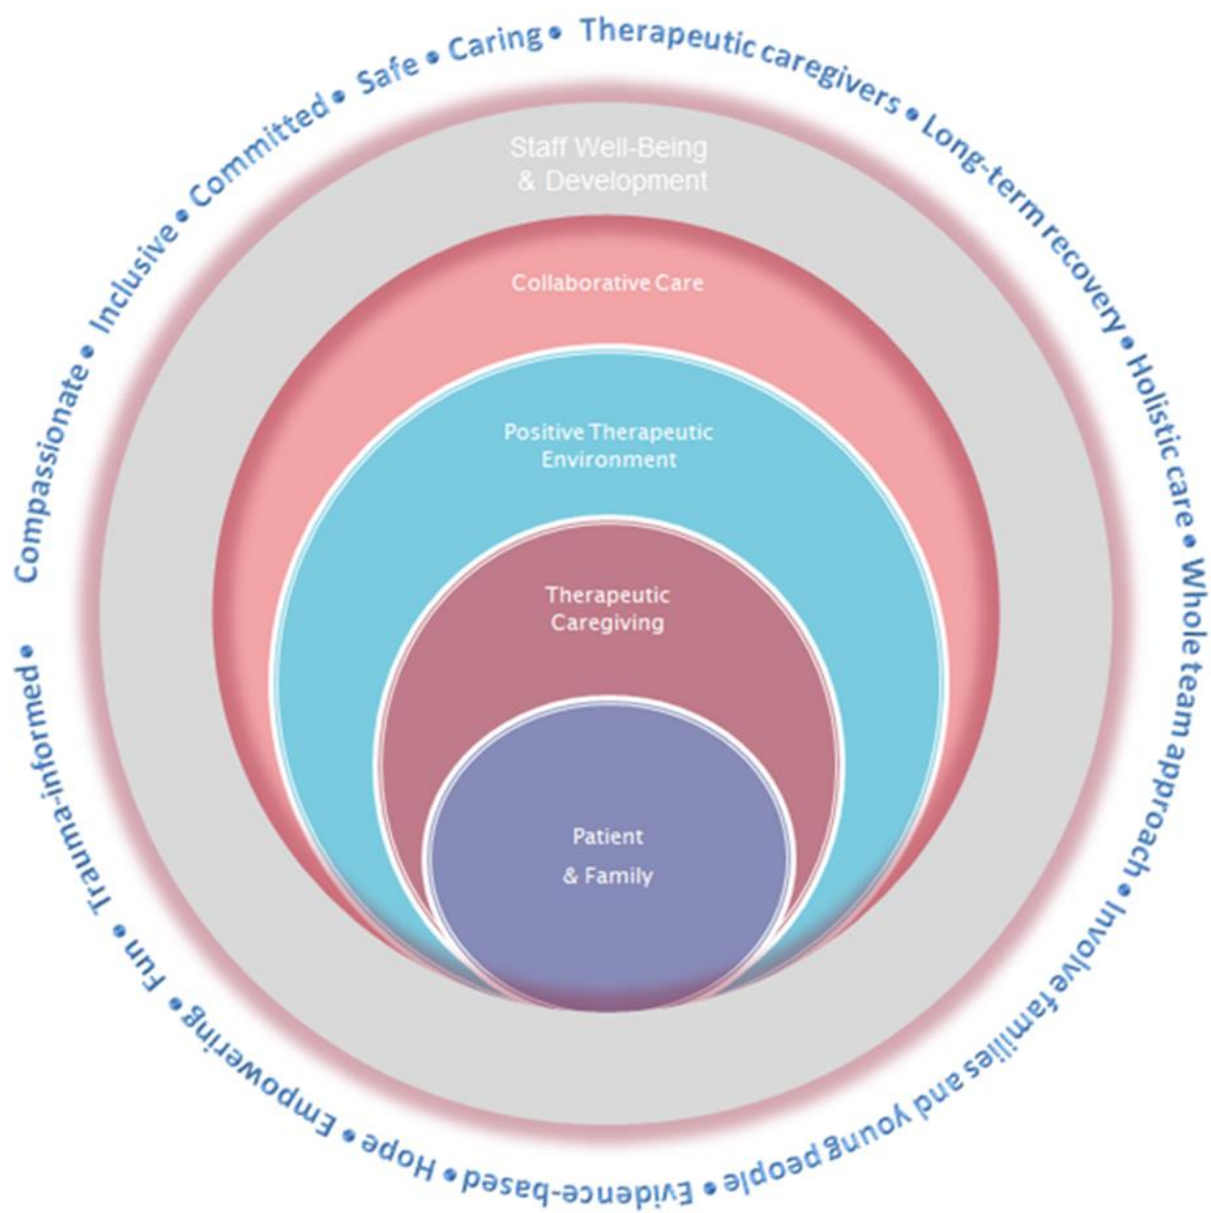 Compassionate • Inclusive • Committed • Safe • Caring • Therapeutic caregivers • Long-term recovery • Holistic care • Whole team approach • Involve families and young people • Evidence-based • Hope • Empowering • Fun • Trauma-informed •
Staff Well-Being
& Development
Collaborative Care
Positive Therapeutic
Environment
Therapeutic
Caregiving
Patient
& Family